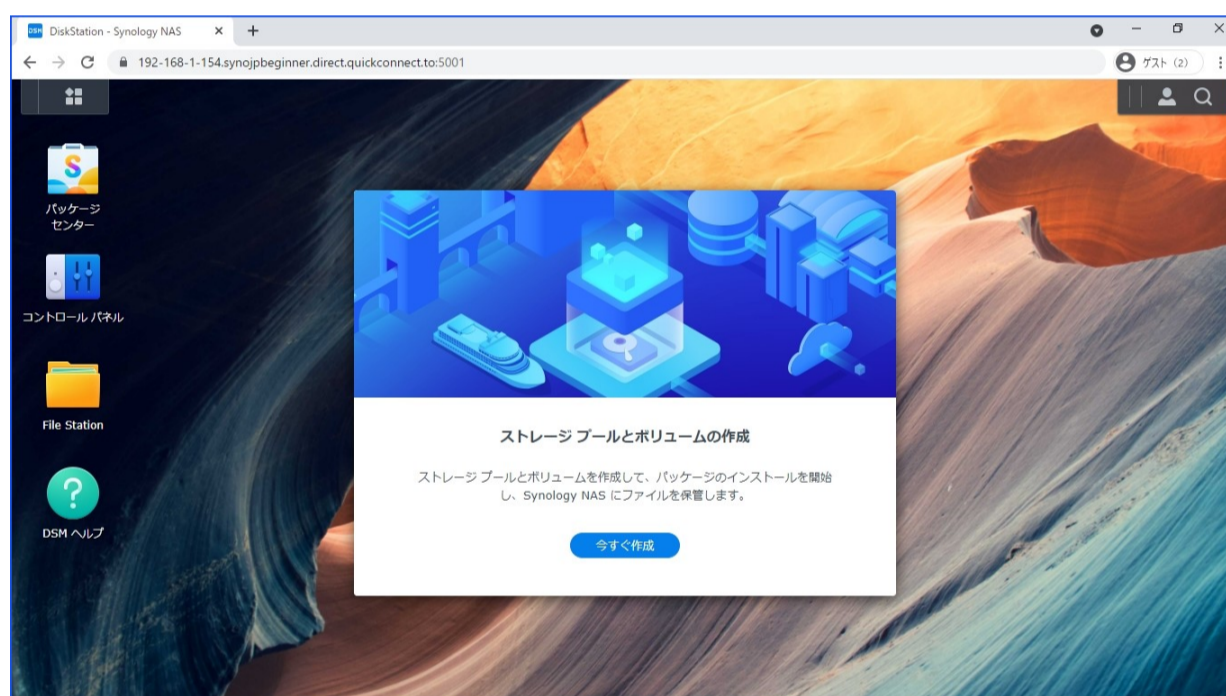 DSM DiskStation - Synology NAS
192-168-1-154.synojpbeginner.direct.quickconnect.to:5001
ゲスト (2)
パッケージ
センター
コントロール パネル
File Station
DSM ヘルプ
ストレージ プールとボリュームの作成
ストレージ プールとボリュームを作成して、パッケージのインストールを開始
し、Synology NAS にファイルを保管します。
今すぐ作成